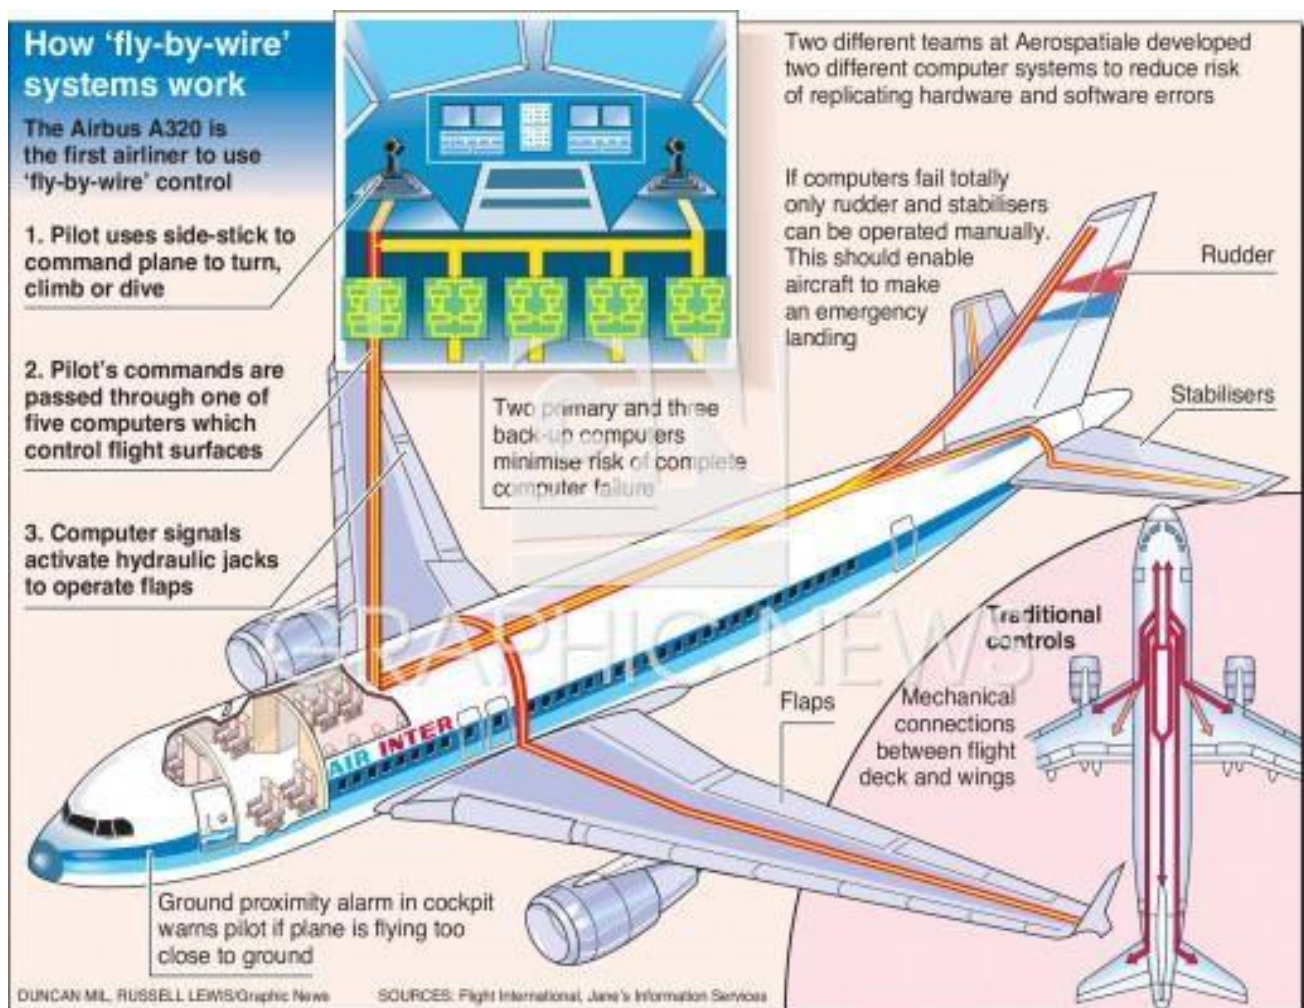 How ‘fly-by-wire’
systems work
The Airbus A320 is
the first airliner to use
‘fly-by-wire’ control
1. Pilot uses side-stick to
command plane to turn,
climb or dive
2. Pilot’s commands are
passed through one of
five computers which
control flight surfaces
3. Computer signals
activate hydraulic jacks
to operate flaps
Two primary and three
back-up computers
minimise risk of complete
computer failure
Two different teams at Aerospatiale developed
two different computer systems to reduce risk
of replicating hardware and software errors
If computers fail totally
only rudder and stabilisers
can be operated manually.
This should enable
aircraft to make
an emergency
landing
Rudder
Stabilisers
Traditional
controls
Mechanical
connections
between flight
deck and wings
Flaps
AIR INTER
GRAPHIC NEWS
Ground proximity alarm in cockpit
warns pilot if plane is flying too
close to ground
DUNCAN MIL, RUSSELL LEWIS/Graphic News
SOURCES: Flight International, Jane's Information Services